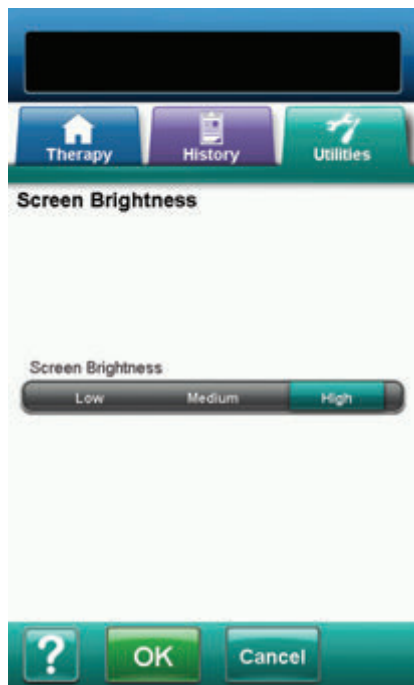 Therapy History Utilities
Screen Brightness
Screen Brightness
Low Medium High
? OK Cancel